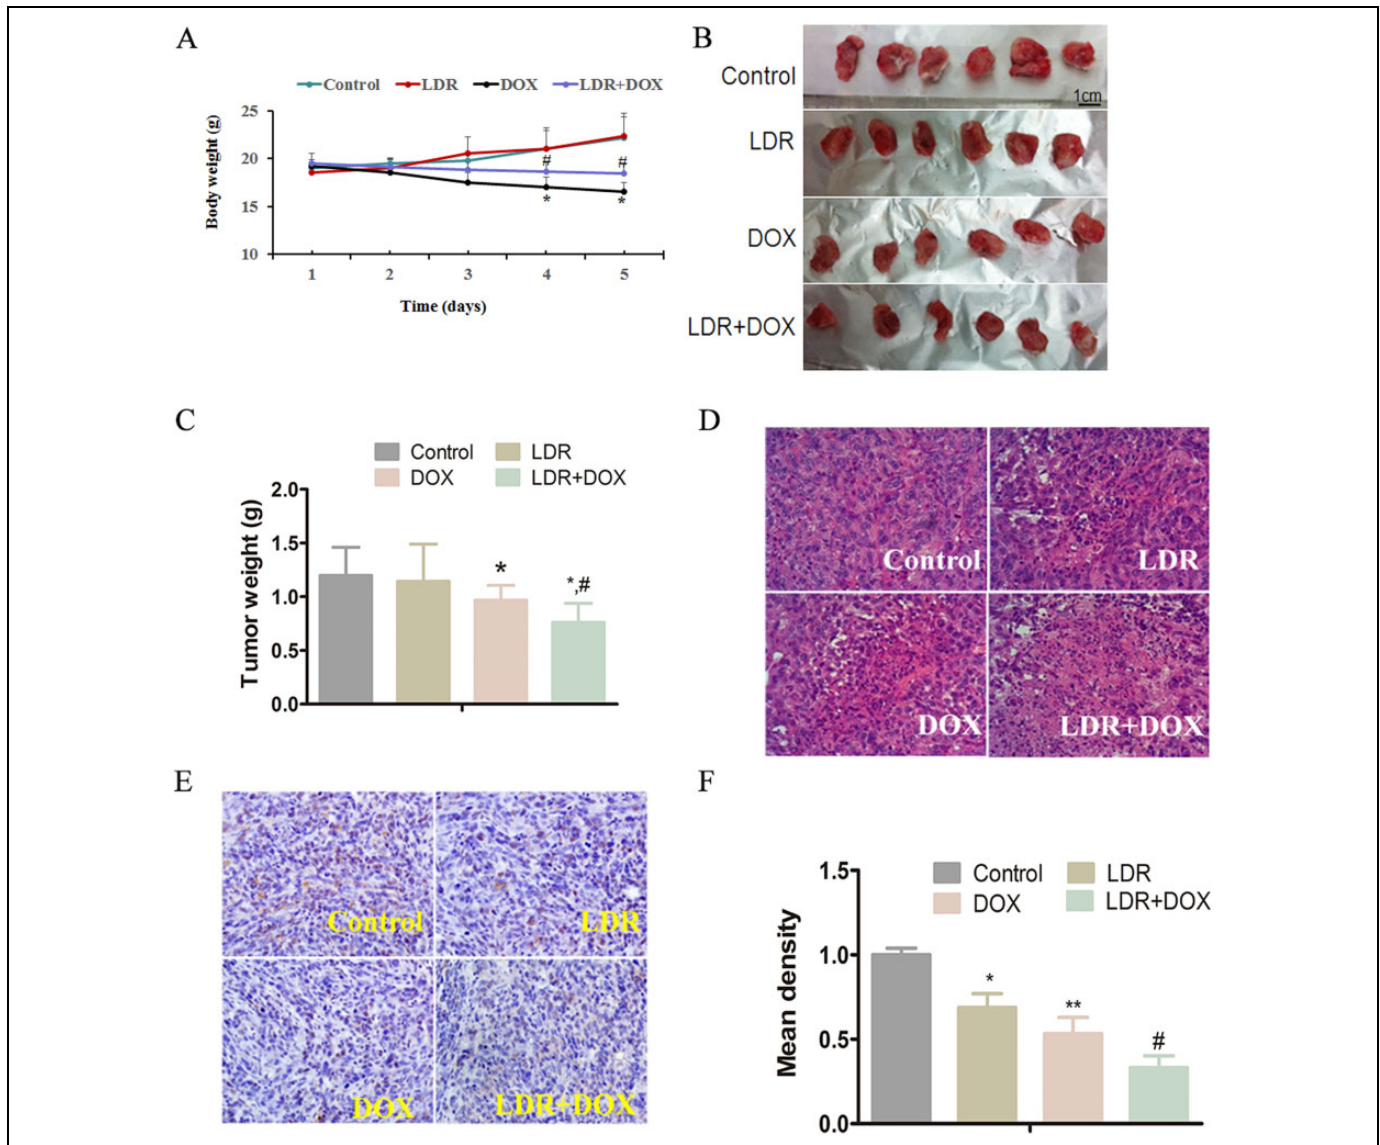 A
Control LDR DOX LDR+DOX
Body weight (g)
25
20
15
10
# #
* *
1 2 3 4 5
Time (days)
B
Control
1cm
LDR
DOX
LDR+DOX
C
Control LDR
DOX LDR+DOX
Tumor weight (g)
2.0
1.5
1.0
0.5
0.0
*
*,#
D
Control LDR
DOX LDR+DOX
E
Control LDR
DOX LDR+DOX
F
Control LDR
DOX LDR+DOX
Mean density
1.5
1.0
0.5
0.0
*
**
#